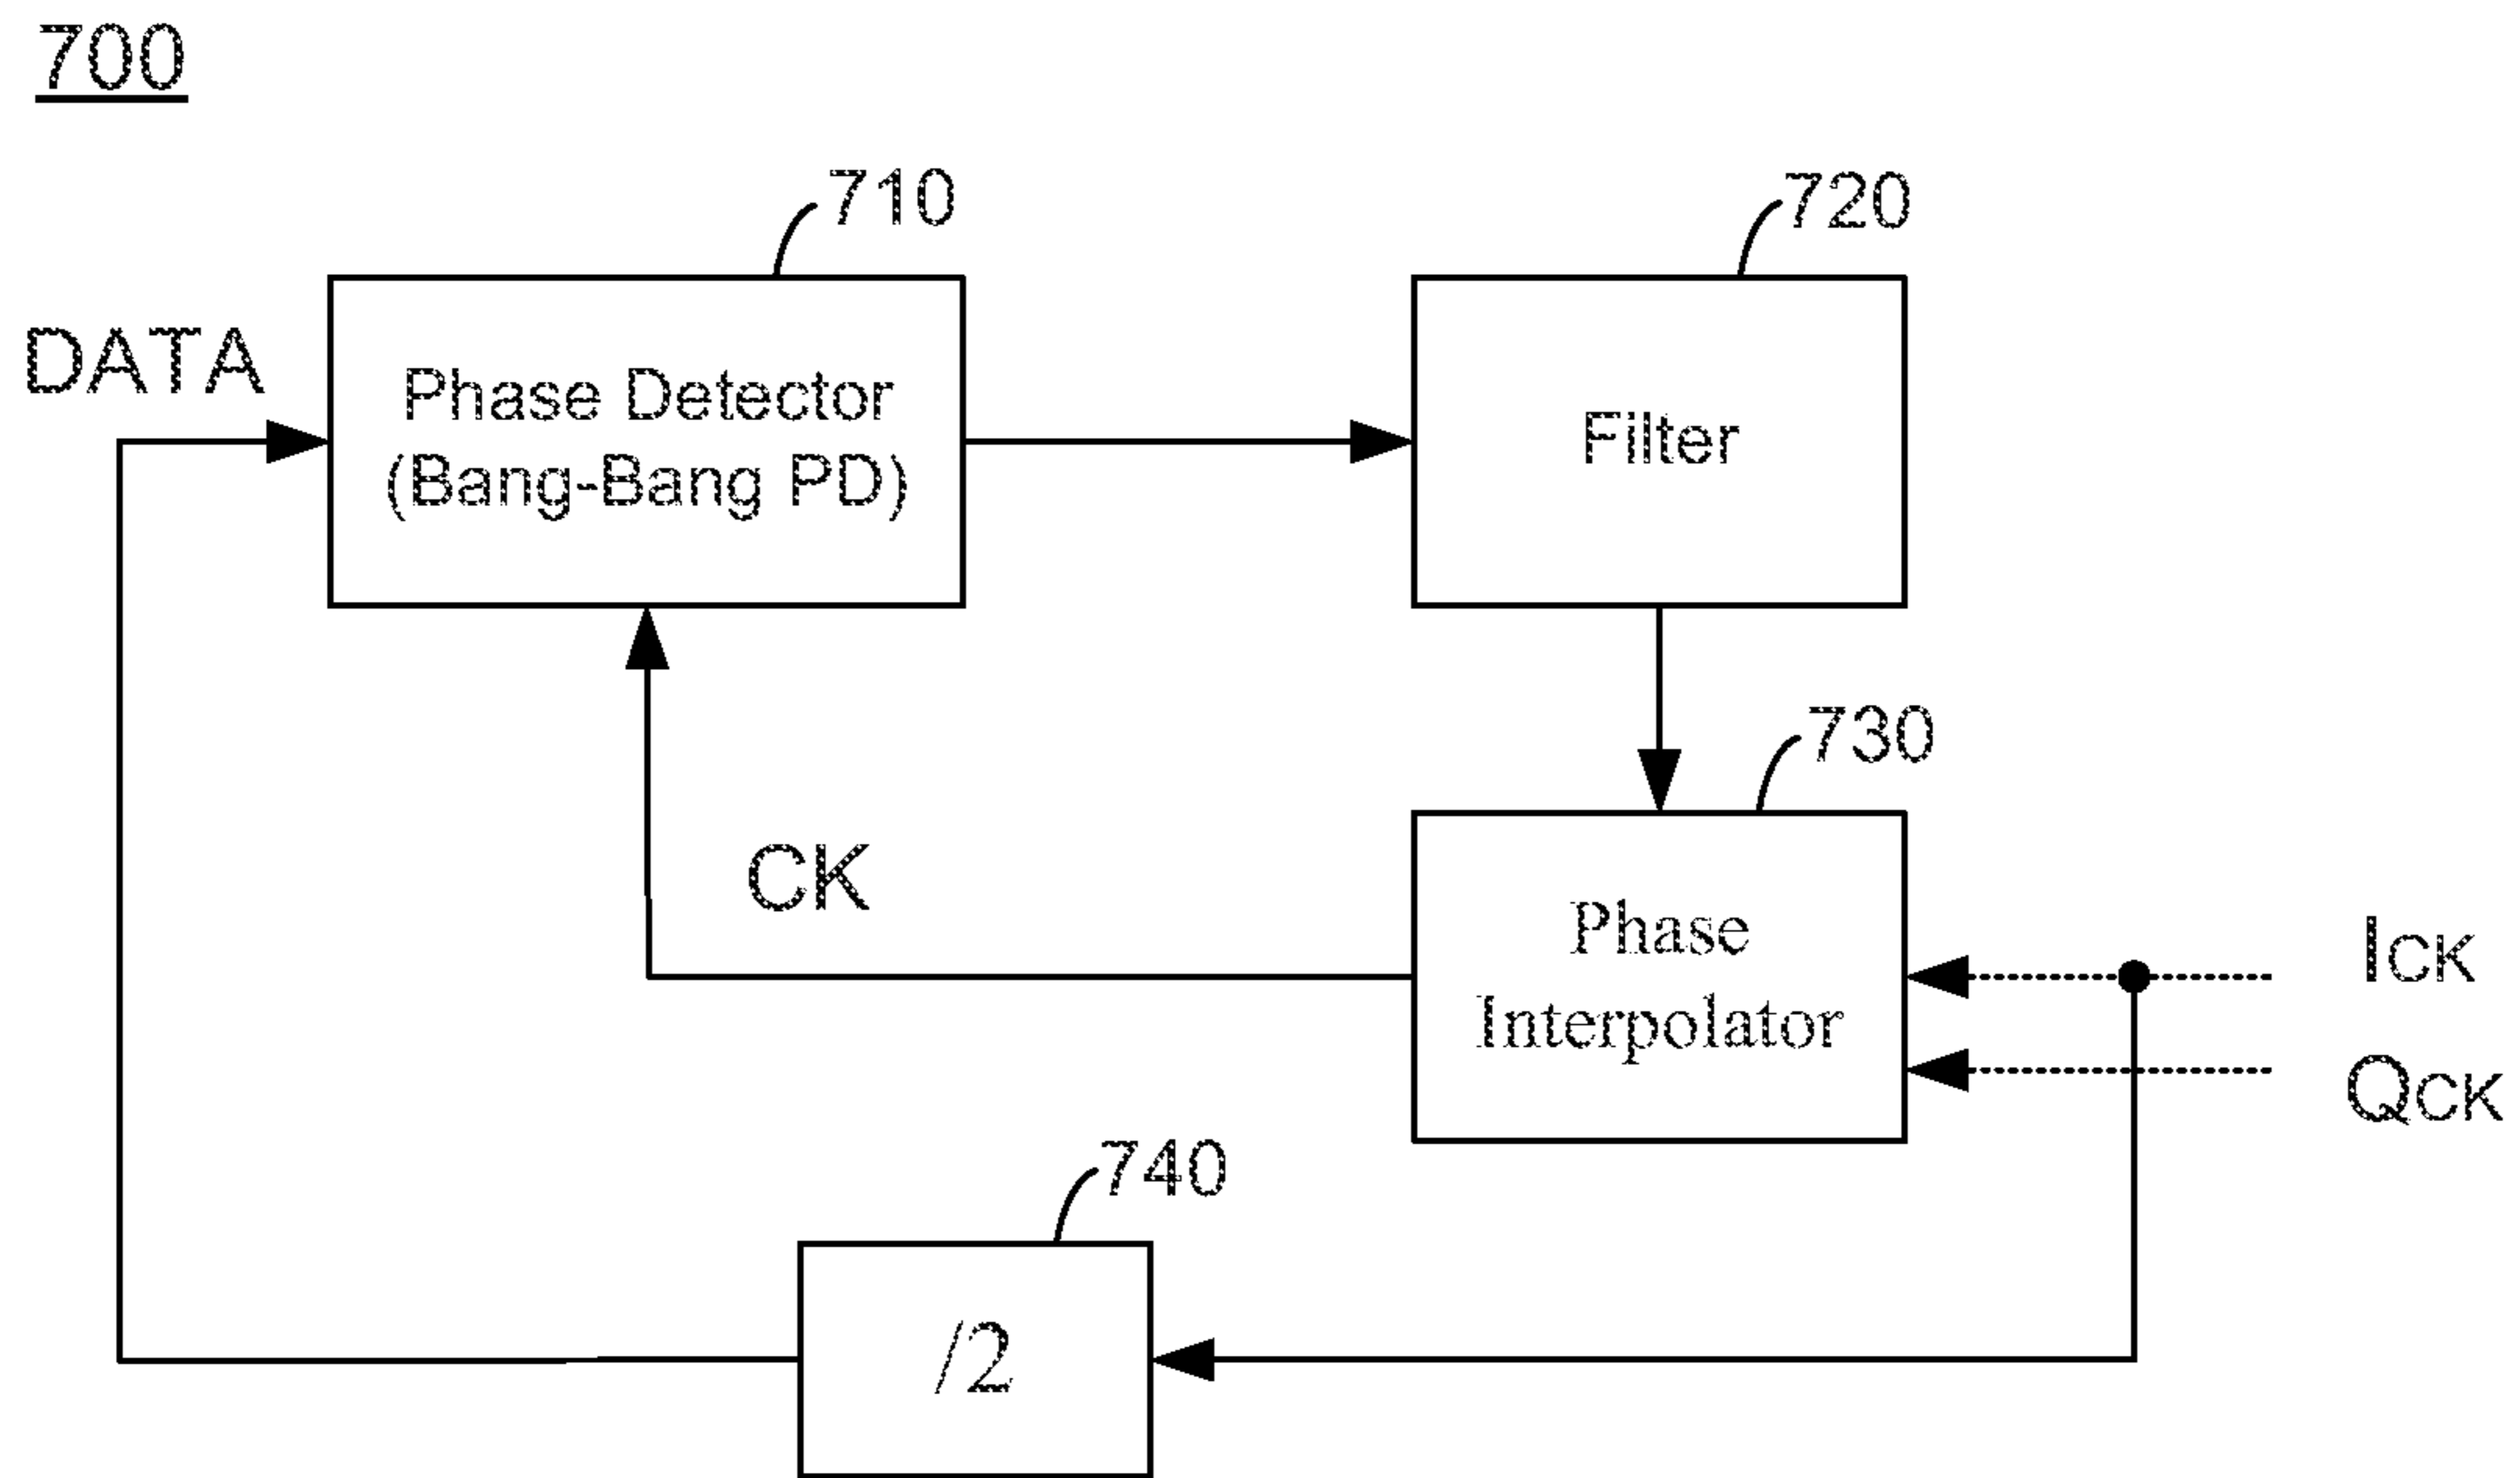 700
710
720
DATA
Phase Detector
(Bang-Bang PD)
Filter
730
CK
Phase
Interpolator
ICK
QCK
740
/2